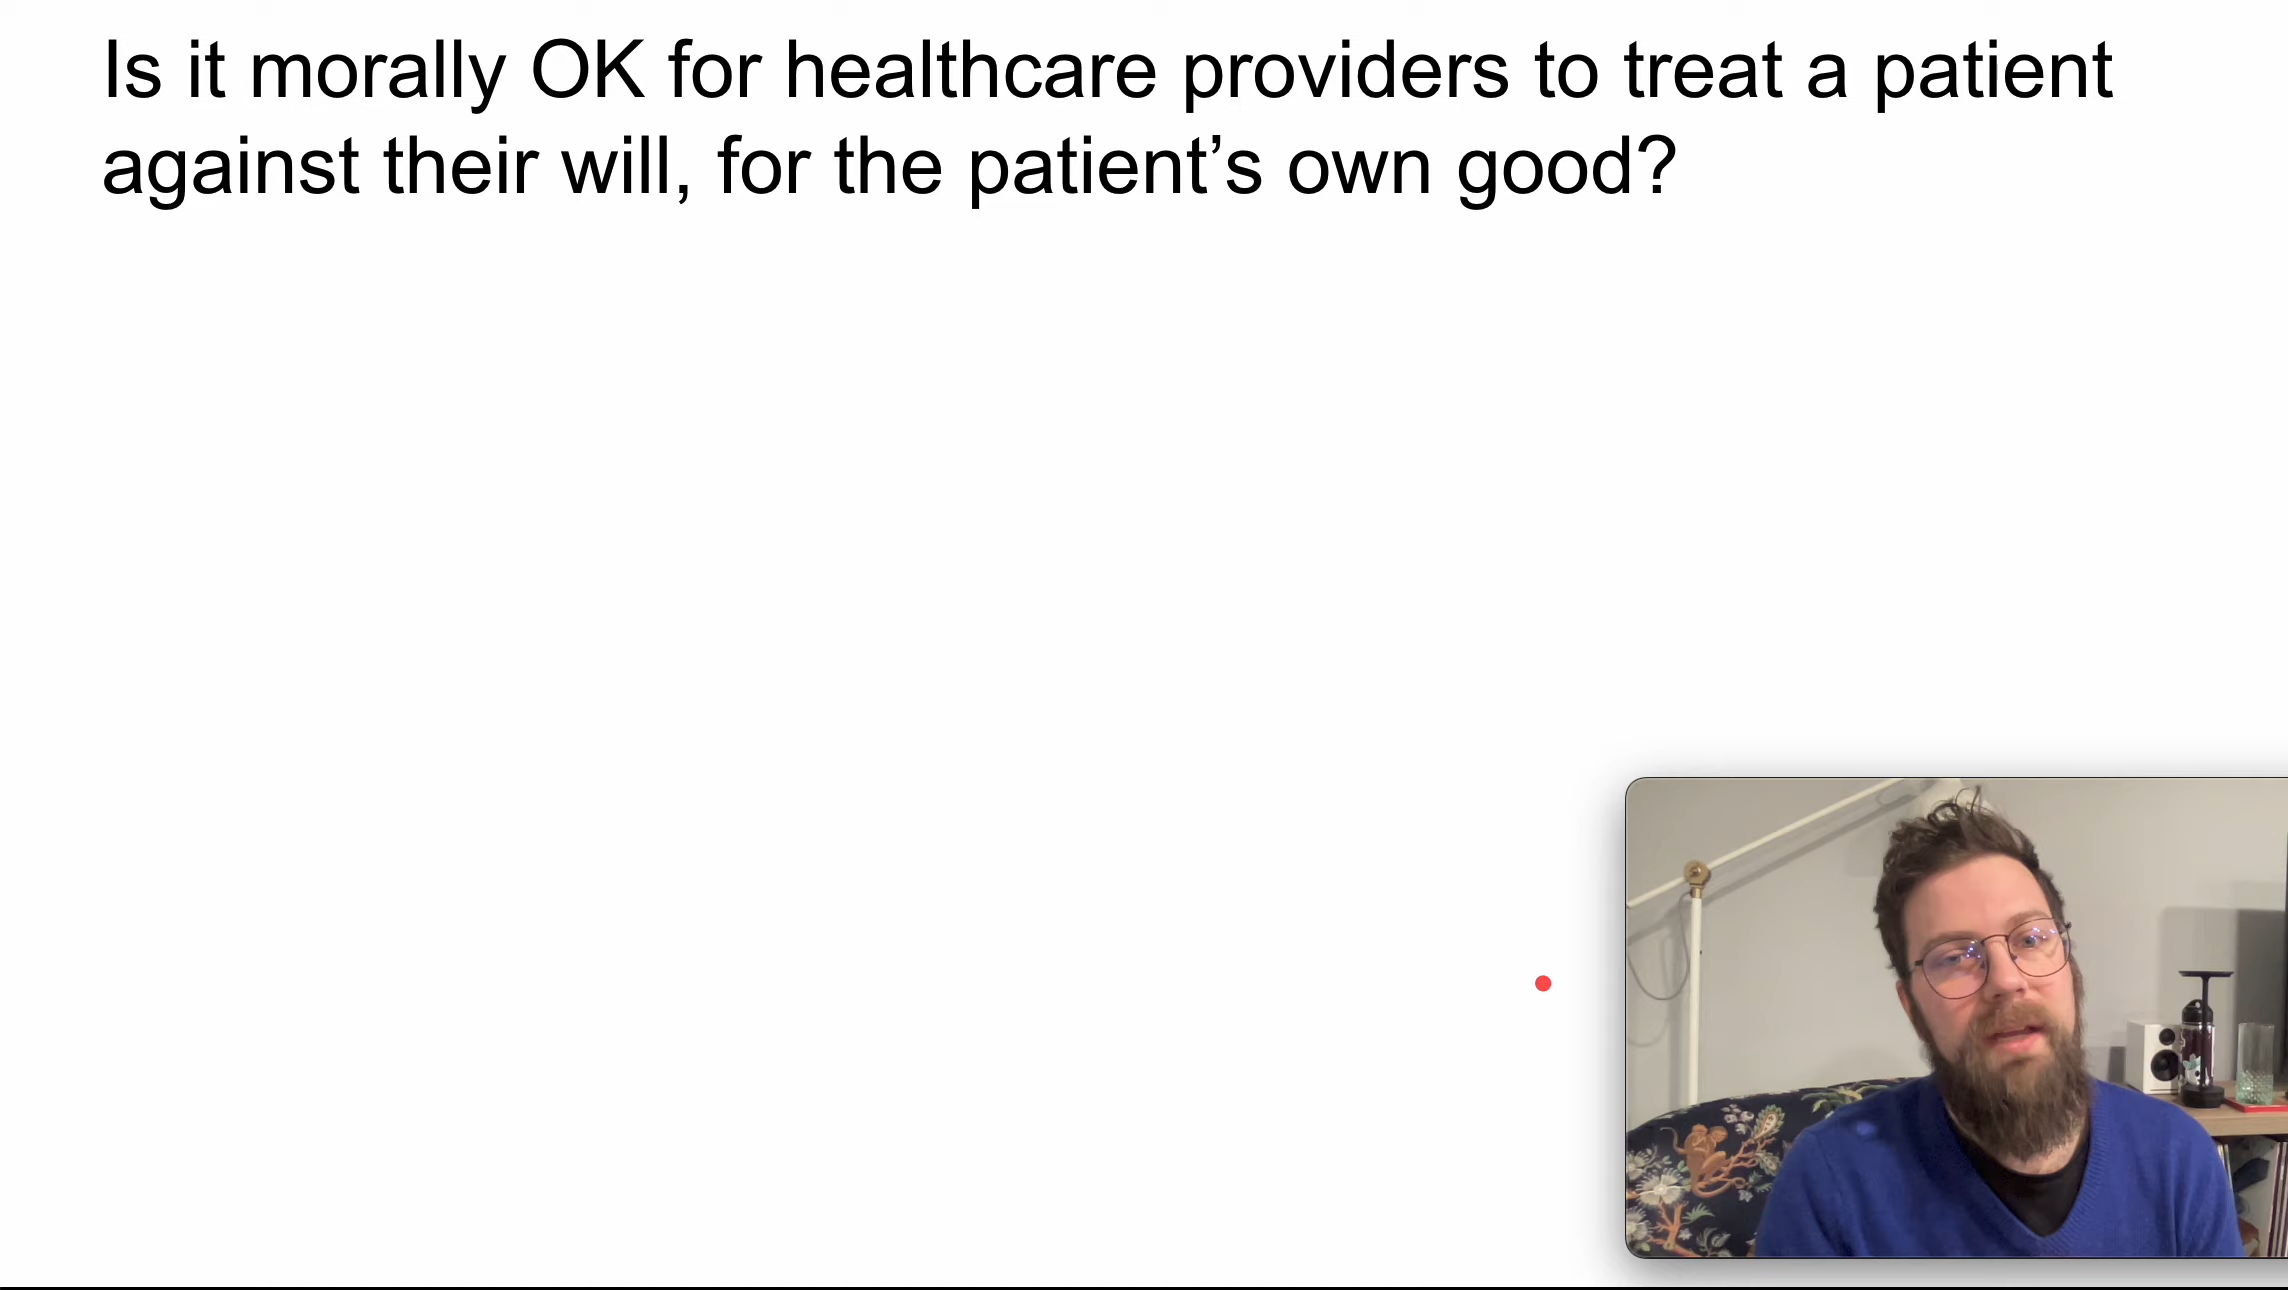 Is it morally OK for healthcare providers to treat a patient
against their will, for the patient’s own good?